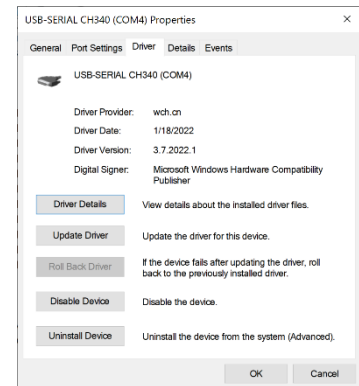 USB-SERIAL CH340 (COM4) Properties
General Port Settings Driver Details Events
USB-SERIAL CH340 (COM4)
Driver Provider: wch.cn
Driver Date: 1/18/2022
Driver Version: 3.7.2022.1
Digital Signer: Microsoft Windows Hardware Compatibility
Publisher
Driver Details View details about the installed driver files.
Update Driver Update the driver for this device.
Roll Back Driver If the device fails after updating the driver, roll
back to the previously installed driver.
Disable Device Disable the device.
Uninstall Device Uninstall the device from the system (Advanced).
OK Cancel